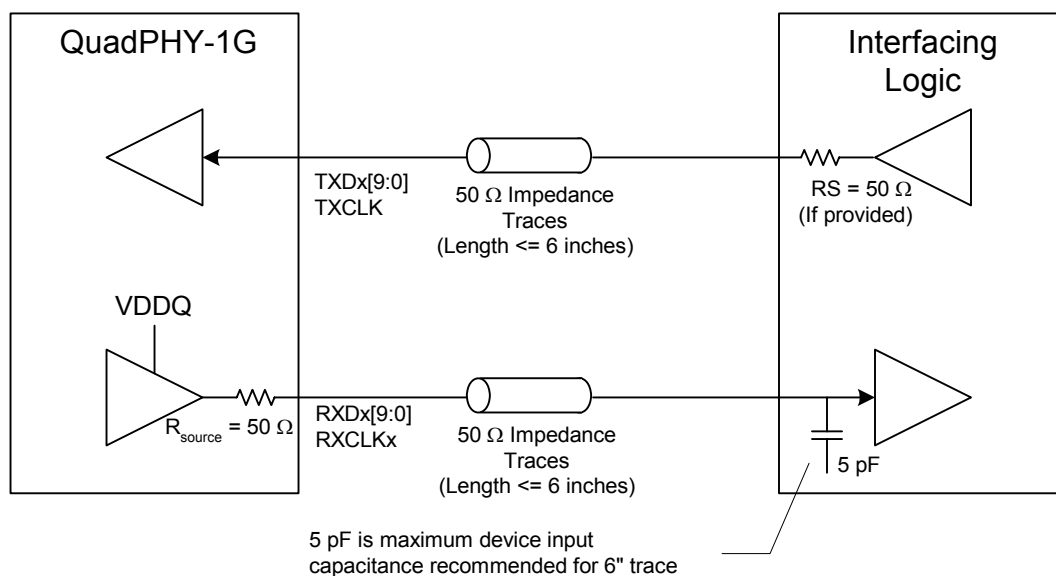 QuadPHY-1G
Interfacing
Logic
TXDx[9:0]
TXCLK
50 Ω Impedance
Traces
(Length <= 6 inches)
RS = 50 Ω
(If provided)
VDDQ
Rsource = 50 Ω
RXDx[9:0]
RXCLKx
50 Ω Impedance
Traces
(Length <= 6 inches)
5 pF
5 pF is maximum device input
capacitance recommended for 6" trace